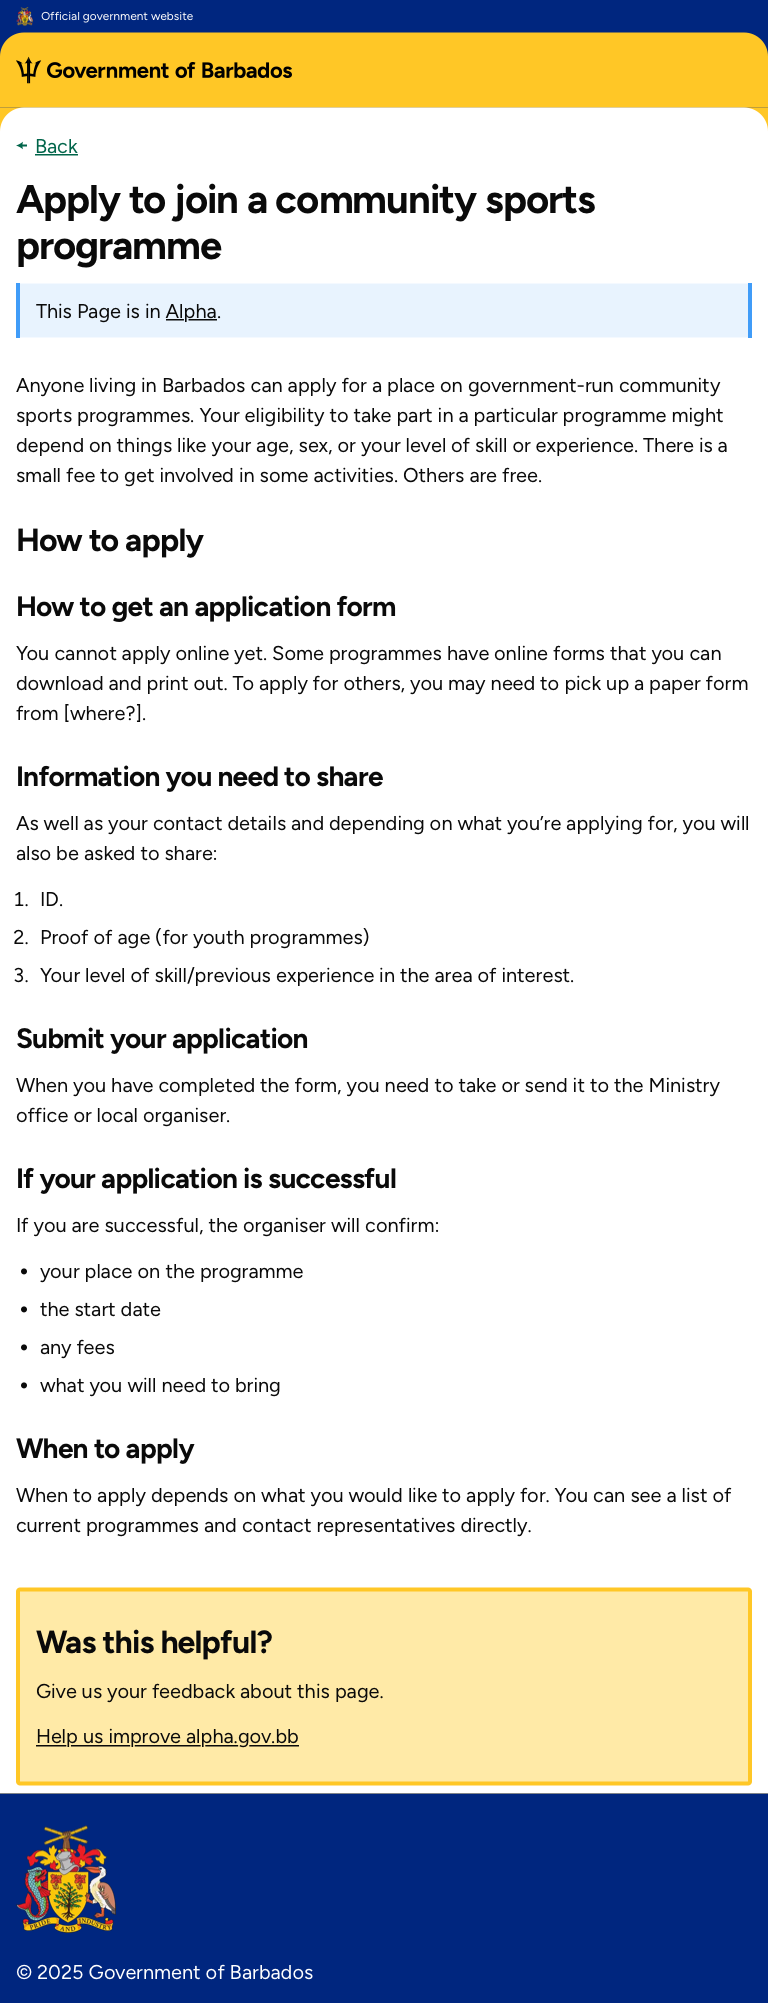 Official government website
Government of Barbados
Back
Apply to join a community sports
programme
This Page is in Alpha.
Anyone living in Barbados can apply for a place on government-run community
sports programmes. Your eligibility to take part in a particular programme might
depend on things like your age, sex, or your level of skill or experience. There is a
small fee to get involved in some activities. Others are free.
How to apply
How to get an application form
You cannot apply online yet. Some programmes have online forms that you can
download and print out. To apply for others, you may need to pick up a paper form
from [where?].
Information you need to share
As well as your contact details and depending on what you’re applying for, you will
also be asked to share:
1. ID.
2. Proof of age (for youth programmes)
3. Your level of skill/previous experience in the area of interest.
Submit your application
When you have completed the form, you need to take or send it to the Ministry
office or local organiser.
If your application is successful
If you are successful, the organiser will confirm:
• your place on the programme
• the start date
• any fees
• what you will need to bring
When to apply
When to apply depends on what you would like to apply for. You can see a list of
current programmes and contact representatives directly.
Was this helpful?
Give us your feedback about this page.
Help us improve alpha.gov.bb
PRIDE AND INDUSTRY
© 2025 Government of Barbados